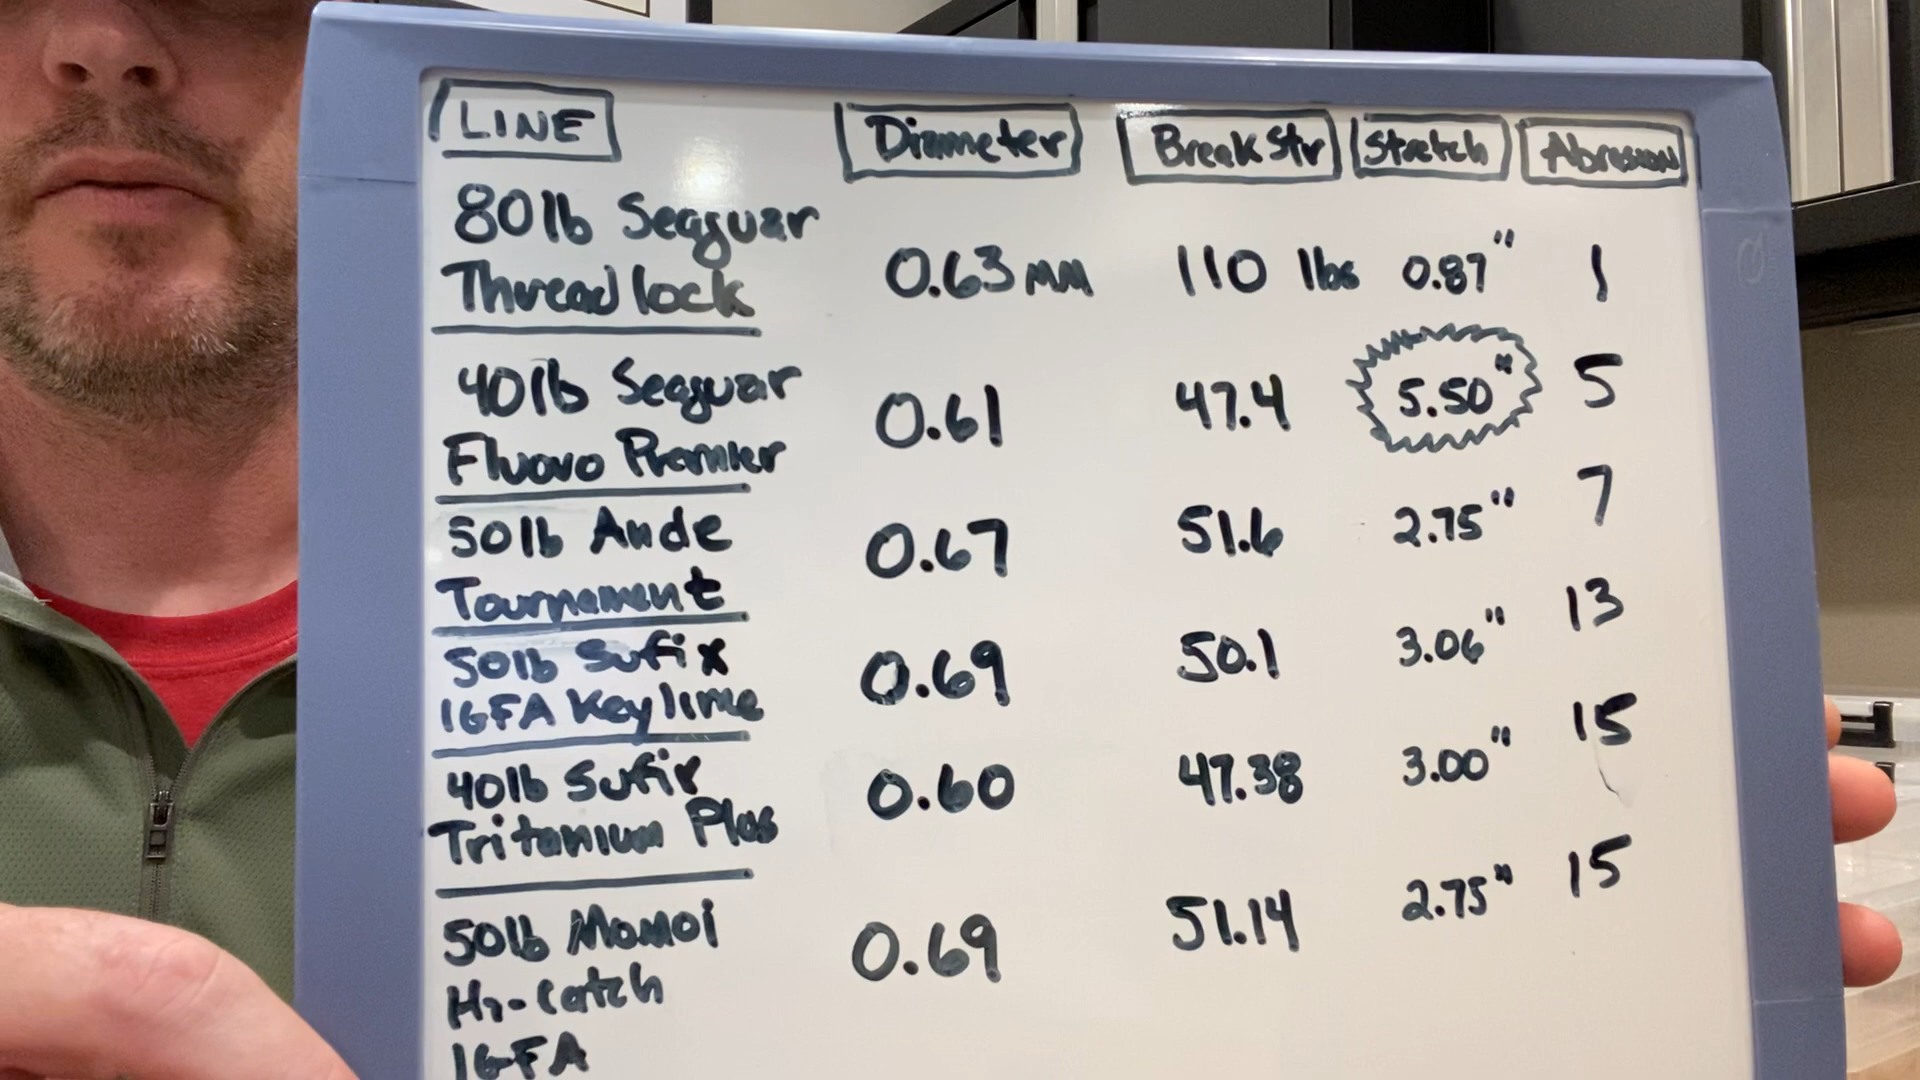 LINE Diameter Break Str Stretch Abrasion
80lb Seaguar
Threadlock 0.63mm 110 lbs 0.87" 1
40lb Seaguar
Fluoro Premier 0.61 47.4 5.50" 5
50lb Ande
Tournament 0.67 51.6 2.75" 7
50lb Sufix
IGFA Keylime 0.69 50.1 3.06" 13
40lb Sufix
Tritanium Plus 0.60 47.38 3.00" 15
50lb Momoi
Hi-Catch
IGFA 0.69 51.14 2.75" 15